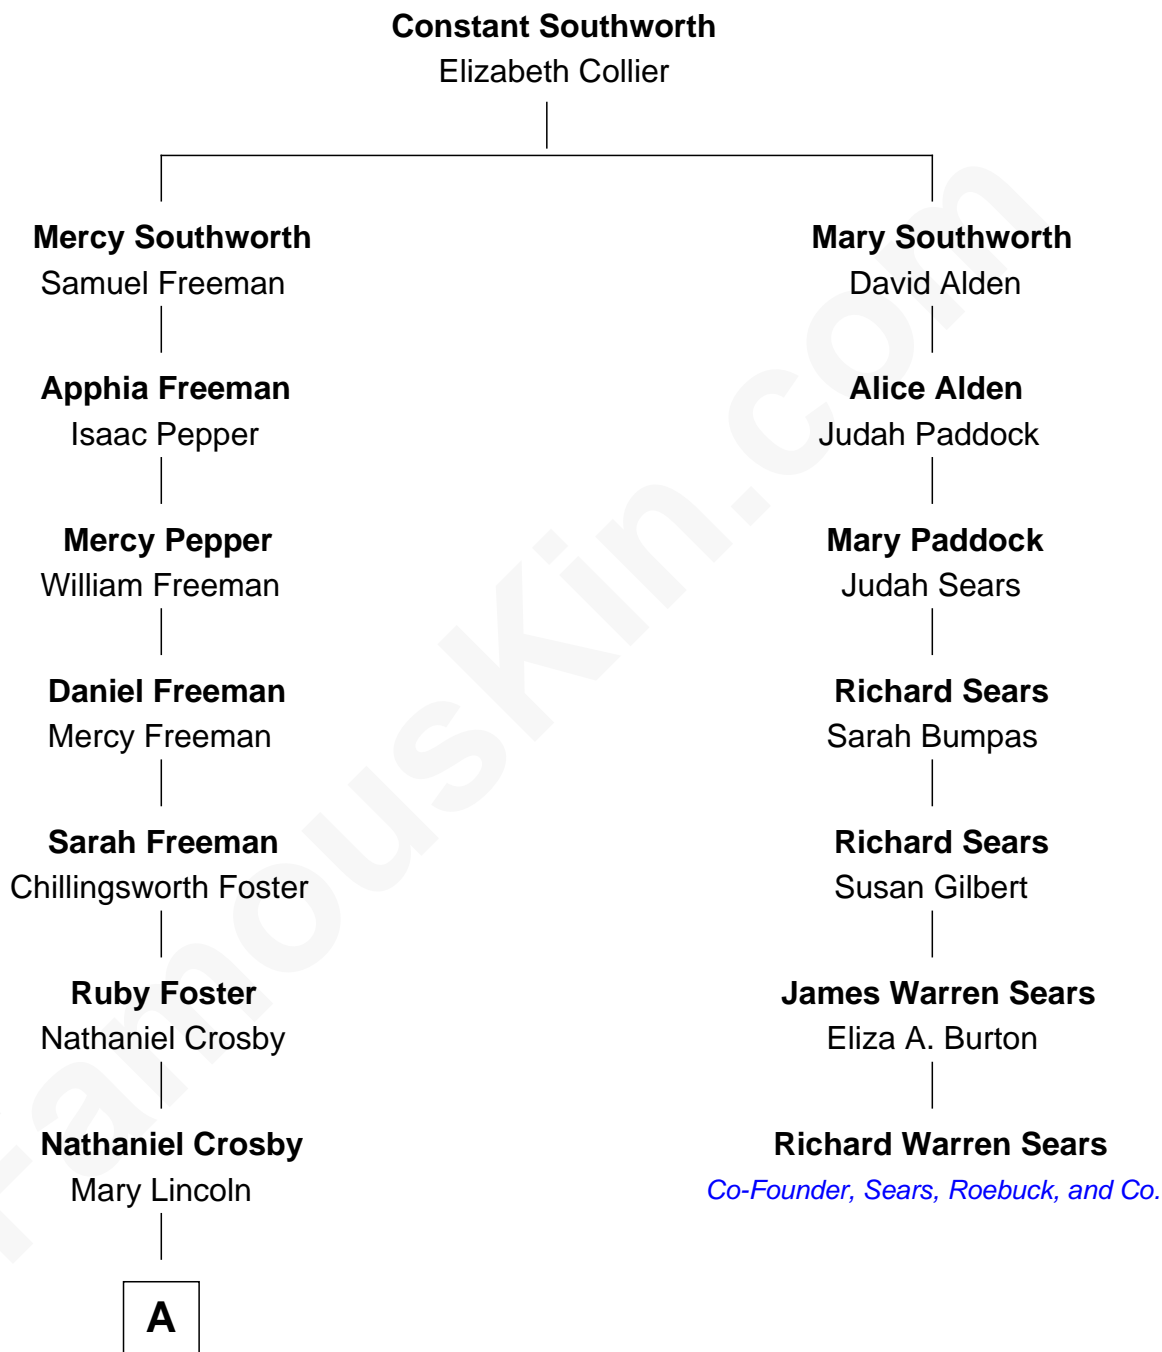 Constant Southworth
Elizabeth Collier
Mercy Southworth
Samuel Freeman
Mary Southworth
David Alden
Apphia Freeman
Isaac Pepper
Alice Alden
Judah Paddock
Mercy Pepper
William Freeman
Mary Paddock
Judah Sears
Daniel Freeman
Mercy Freeman
Richard Sears
Sarah Bumpas
Sarah Freeman
Chillingsworth Foster
Richard Sears
Susan Gilbert
Ruby Foster
Nathaniel Crosby
James Warren Sears
Eliza A. Burton
Nathaniel Crosby
Mary Lincoln
Richard Warren Sears
Co-Founder, Sears, Roebuck, and Co.
A
FamousKin.com